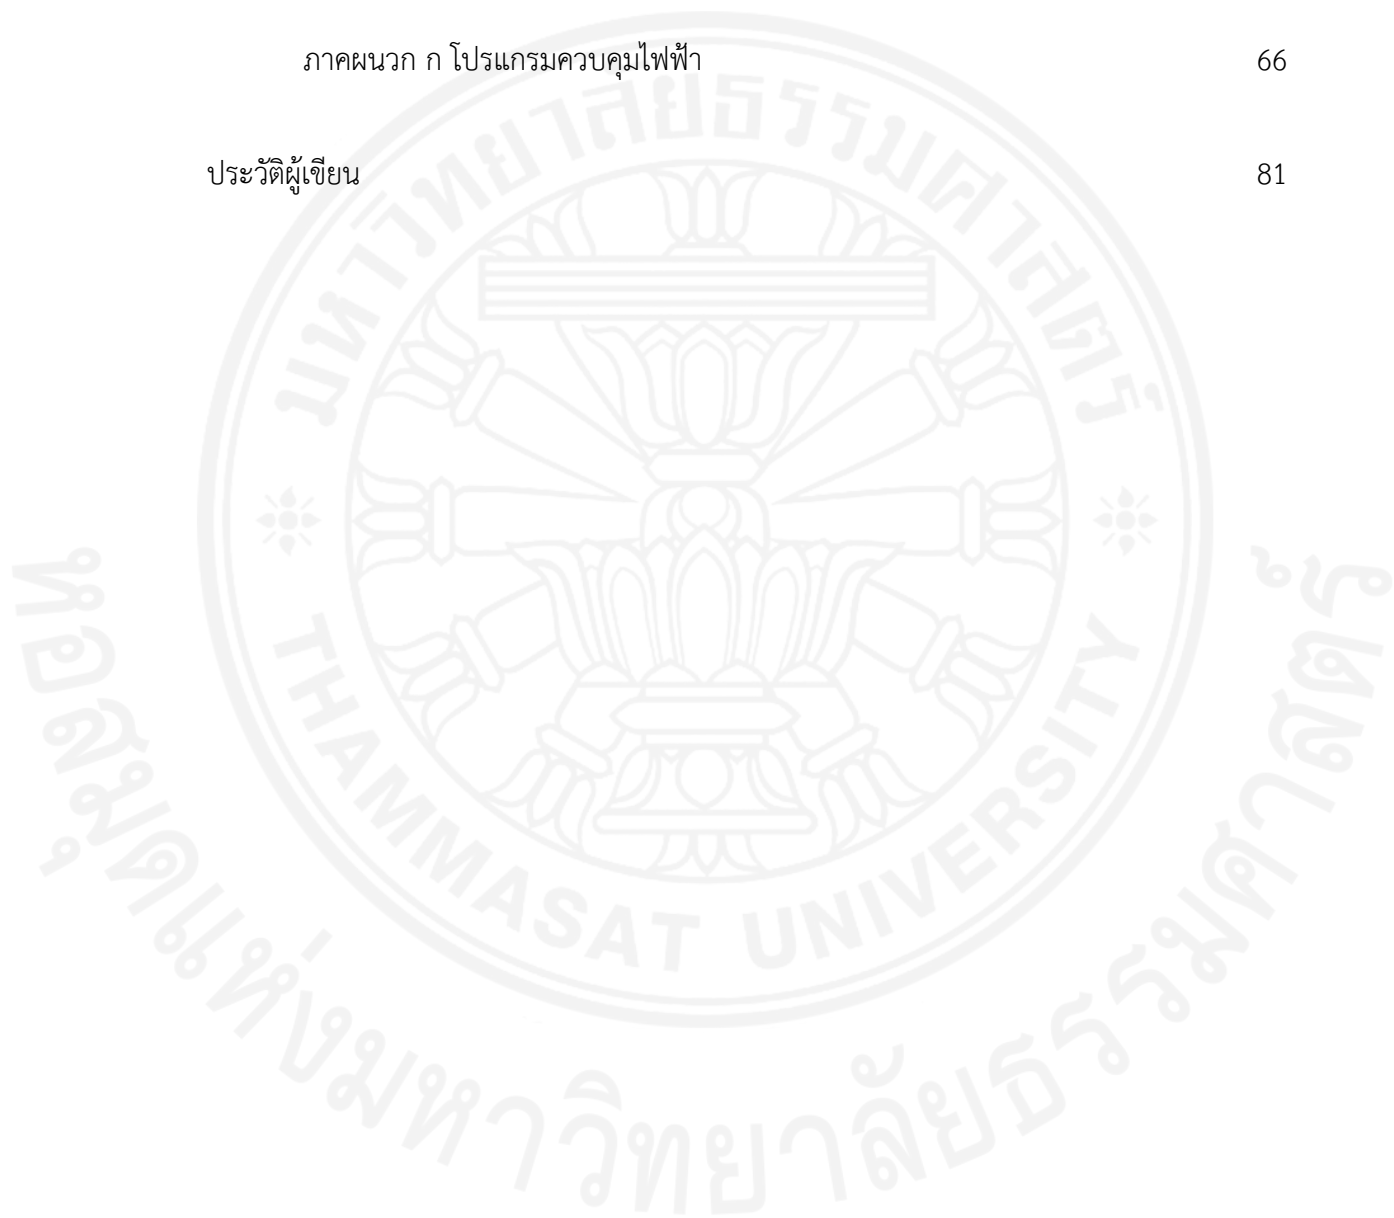 ภาคผนวก ก โปรแกรมควบคุมไฟฟ้า 66
ประวัติผู้เขียน 81
มหาวิทยาลัยธรรมศาสตร์
THAMMASAT UNIVERSITY
หอสมุดแห่งมหาวิทยาลัยธรรมศาสตร์